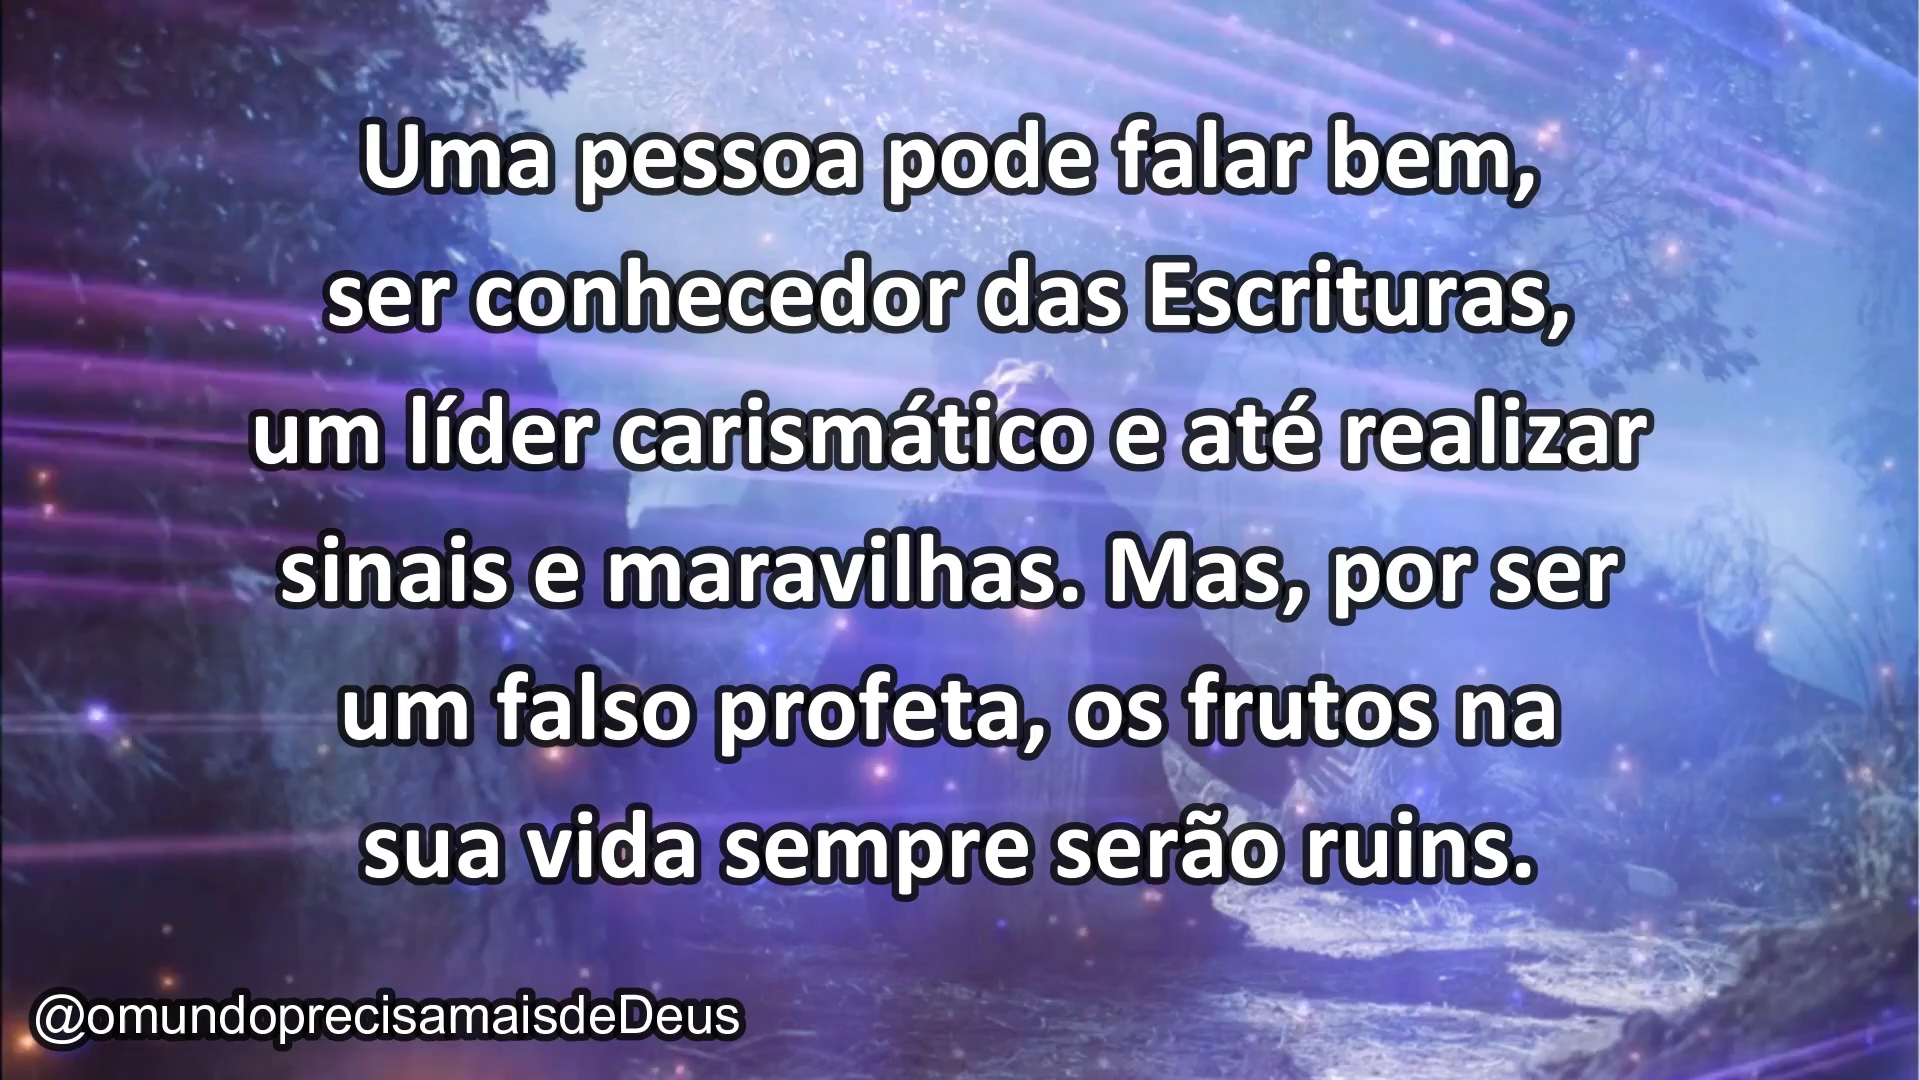 Uma pessoa pode falar bem,
ser conhecedor das Escrituras,
um líder carismático e até realizar
sinais e maravilhas. Mas, por ser
um falso profeta, os frutos na
sua vida sempre serão ruins.
@omundoprecisamaisdeDeus